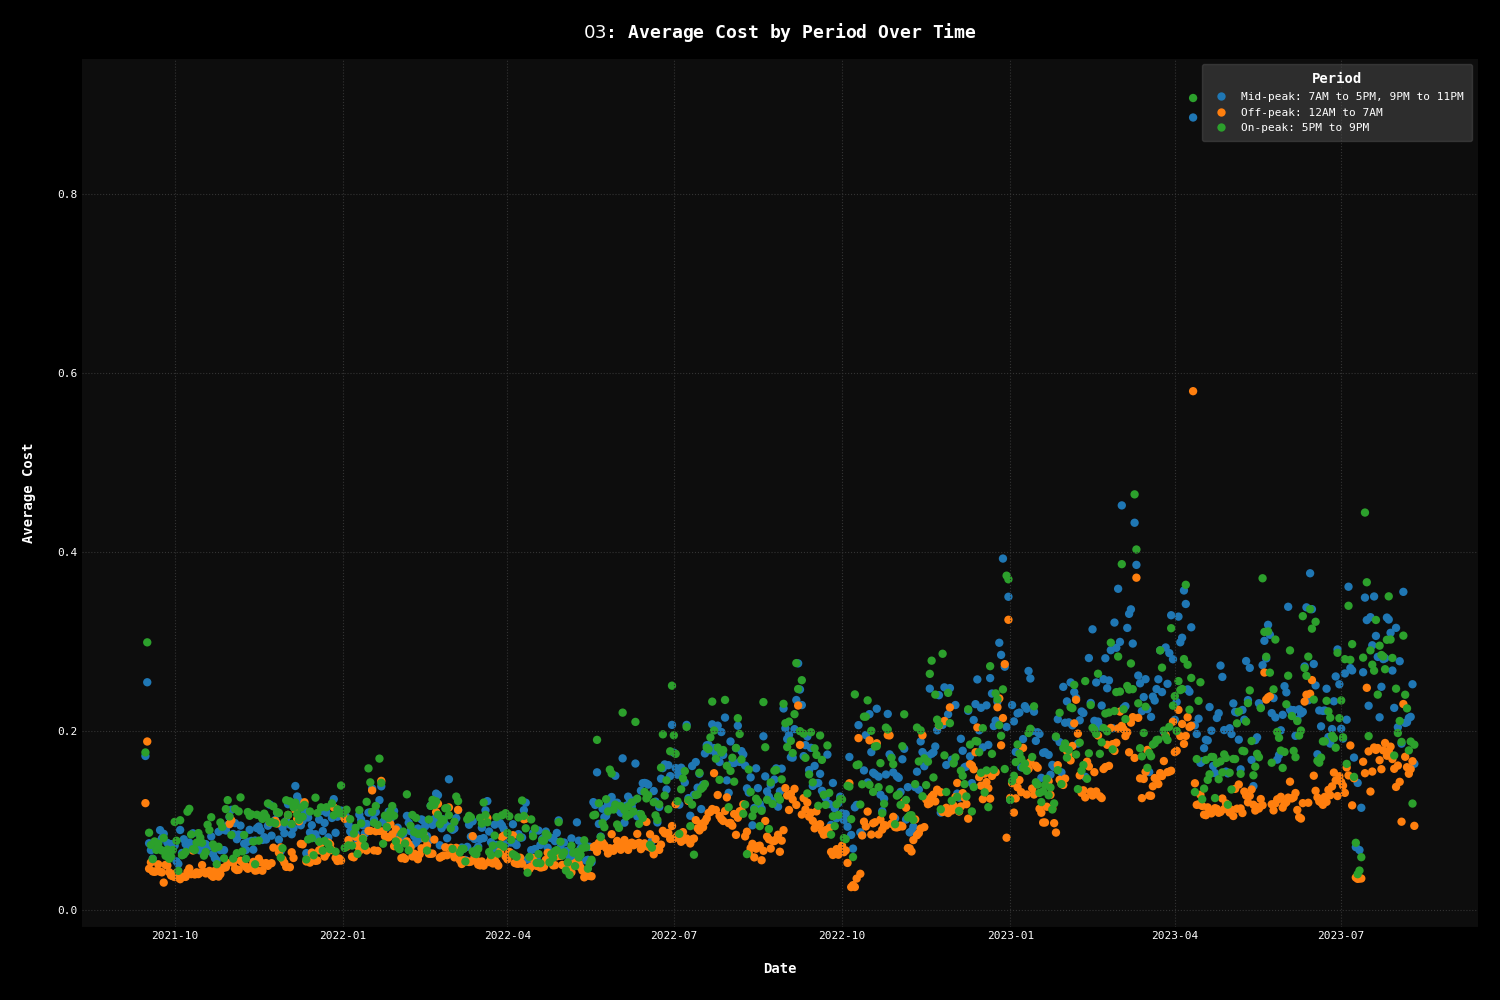 O3: Average Cost by Period Over Time
Period
Mid-peak: 7AM to 5PM, 9PM to 11PM
Off-peak: 12AM to 7AM
On-peak: 5PM to 9PM
Average Cost
0.8
0.6
0.4
0.2
0.0
2021-10
2022-01
2022-04
2022-07
2022-10
2023-01
2023-04
2023-07
Date